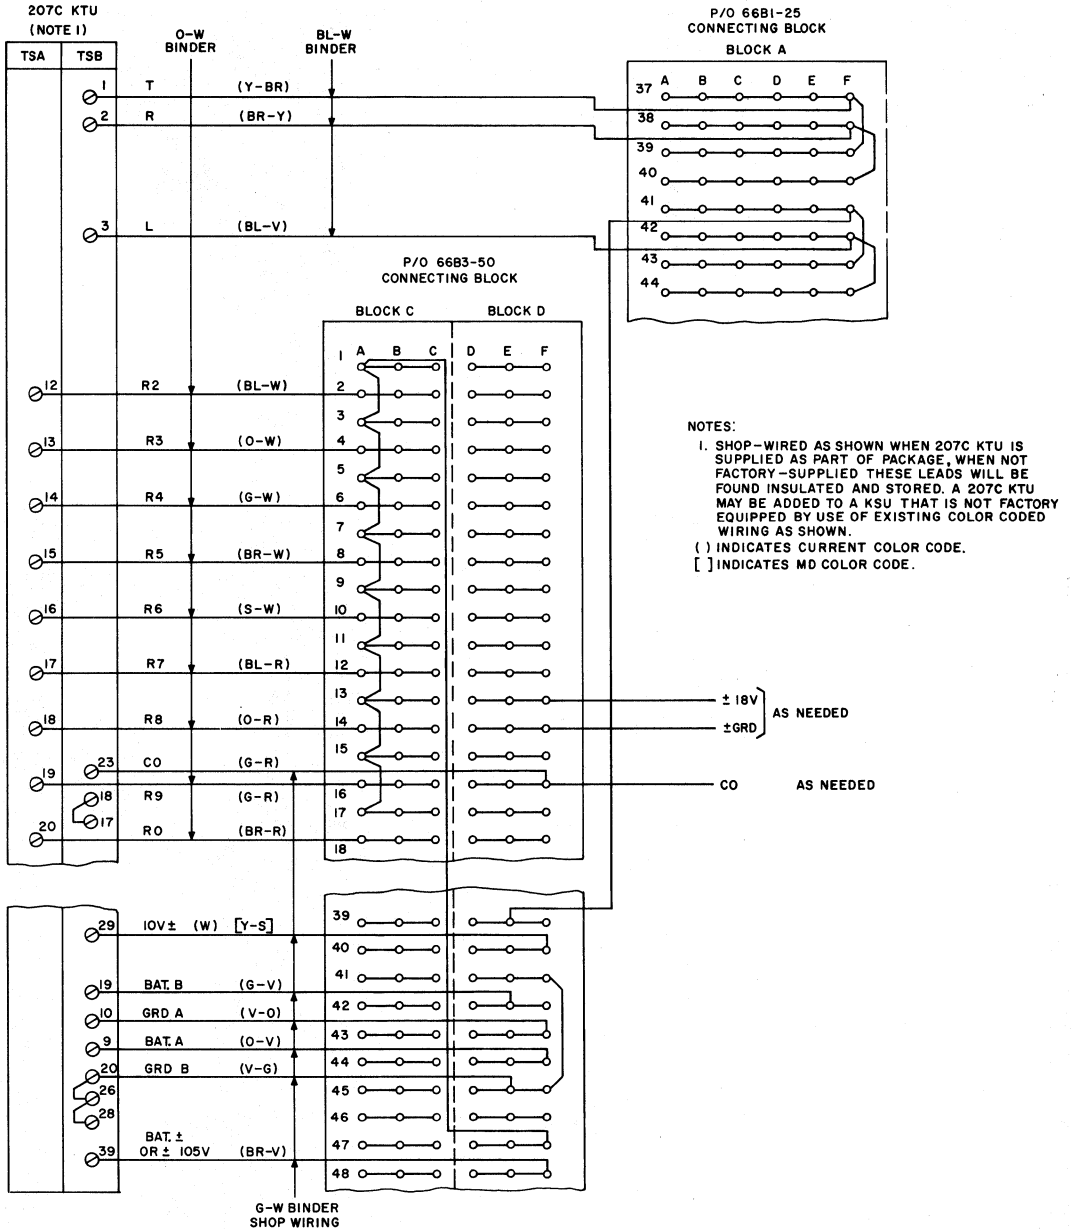 207C KTU
(NOTE 1)
TSA TSB
O-W
BINDER
BL-W
BINDER
P/O 66B1-25
CONNECTING BLOCK
BLOCK A
A B C D E F
37
38
39
40
41
42
43
44
1 T (Y-BR)
2 R (BR-Y)
3 L (BL-V)
P/O 66B3-50
CONNECTING BLOCK
BLOCK C BLOCK D
A B C D E F
1
12 R2 (BL-W) 2
3
13 R3 (O-W) 4
5
14 R4 (G-W) 6
7
15 R5 (BR-W) 8
9
16 R6 (S-W) 10
11
17 R7 (BL-R) 12
13
18 R8 (O-R) 14
15
23 CO (G-R)
19 16
18 R9 (G-R)
17 17
20 RO (BR-R) 18
± 18V
±GRD
AS NEEDED
CO AS NEEDED
NOTES:
1. SHOP-WIRED AS SHOWN WHEN 207C KTU IS
SUPPLIED AS PART OF PACKAGE, WHEN NOT
FACTORY-SUPPLIED THESE LEADS WILL BE
FOUND INSULATED AND STORED. A 207C KTU
MAY BE ADDED TO A KSU THAT IS NOT FACTORY
EQUIPPED BY USE OF EXISTING COLOR CODED
WIRING AS SHOWN.
( ) INDICATES CURRENT COLOR CODE.
[ ] INDICATES MD COLOR CODE.
39
29 10V± (W) [Y-S]
40
41
19 BAT. B (G-V)
42
10 GRD A (V-O)
43
9 BAT. A (O-V)
44
20 GRD B (V-G)
45
26
46
28
BAT. ±
47
39 OR ± 105V (BR-V)
48
G-W BINDER
SHOP WIRING